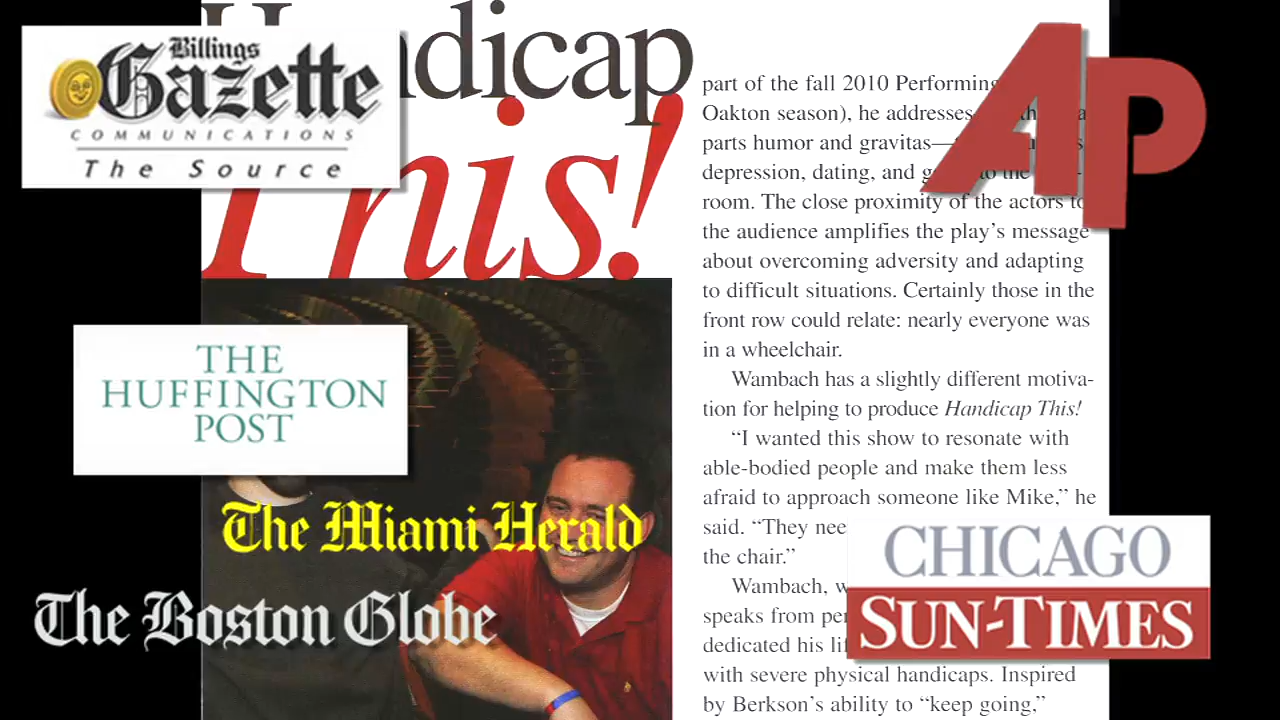 Handicap
This!
Billings
Gazette
COMMUNICATIONS
The Source
THE
HUFFINGTON
POST
The Miami Herald
The Boston Globe
AP
CHICAGO
SUN-TIMES
part of the fall 2010 Performing
Oakton season), he addresses
parts humor and gravitas—
depression, dating, and to the
room. The close proximity of the actors to
the audience amplifies the play's message
about overcoming adversity and adapting
to difficult situations. Certainly those in the
front row could relate: nearly everyone was
in a wheelchair.
Wambach has a slightly different motiva-
tion for helping to produce Handicap This!
“I wanted this show to resonate with
able-bodied people and make them less
afraid to approach someone like Mike,” he
said. “They
the chair.”
Wambach,
speaks from
dedicated his
with severe physical handicaps. Inspired
by Berkson's ability to “keep going,”